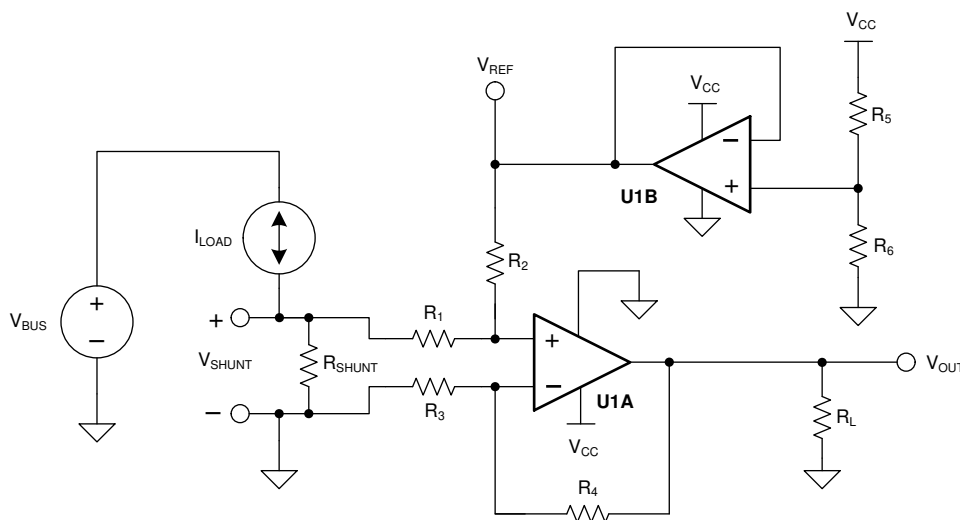 VCC
VREF
VCC
R5
−
+
U1B
R6
ILOAD
R2
VBUS
+
−
+
VSHUNT
−
RSHUNT
R1
R3
+
−
U1A
VCC
VOUT
RL
R4